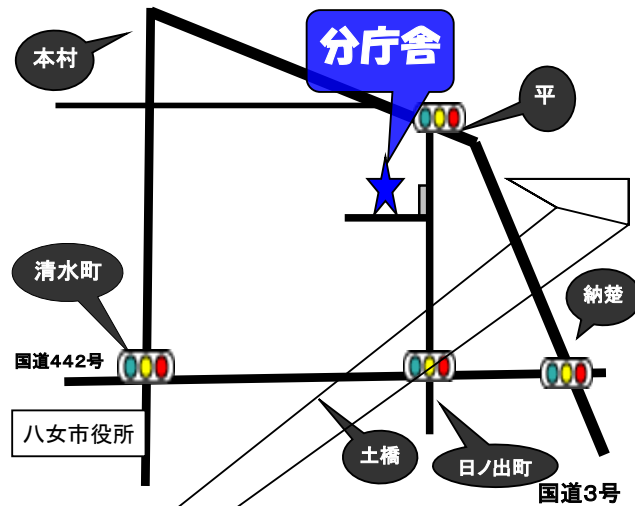 分庁舎
本村
平
清水町
納楚
国道442号
八女市役所
土橋
日ノ出町
国道3号